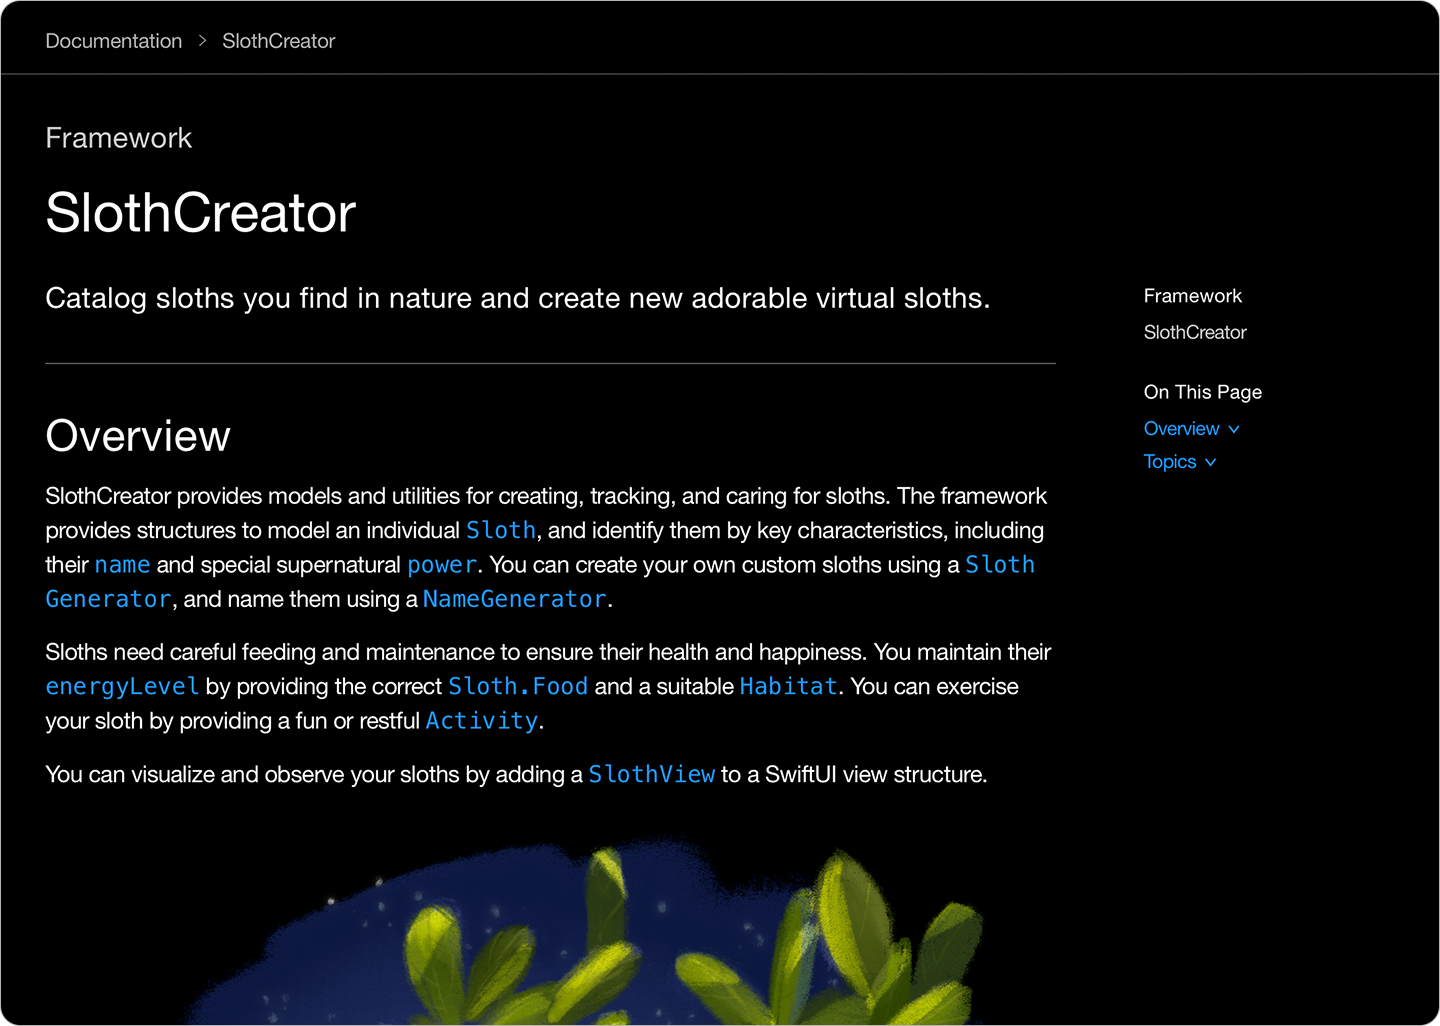 Documentation > SlothCreator
Framework
SlothCreator
Catalog sloths you find in nature and create new adorable virtual sloths.
Overview
SlothCreator provides models and utilities for creating, tracking, and caring for sloths. The framework
provides structures to model an individual Sloth, and identify them by key characteristics, including
their name and special supernatural power. You can create your own custom sloths using a Sloth
Generator, and name them using a NameGenerator.
Sloths need careful feeding and maintenance to ensure their health and happiness. You maintain their
energyLevel by providing the correct Sloth.Food and a suitable Habitat. You can exercise
your sloth by providing a fun or restful Activity.
You can visualize and observe your sloths by adding a SlothView to a SwiftUI view structure.
Framework
SlothCreator
On This Page
Overview
Topics